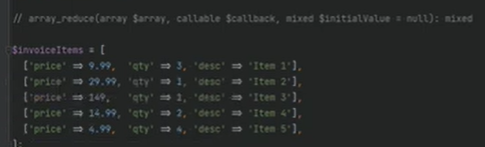 // array_reduce(array $array, callable $callback, mixed $initialValue = null): mixed
$invoiceItems = [
['price' => 9.99, 'qty' => 3, 'desc' => 'Item 1'],
['price' => 29.99, 'qty' => 1, 'desc' => 'Item 2'],
['price' => 149, 'qty' => 1, 'desc' => 'Item 3'],
['price' => 14.99, 'qty' => 2, 'desc' => 'Item 4'],
['price' => 4.99, 'qty' => 4, 'desc' => 'Item 5'],
];